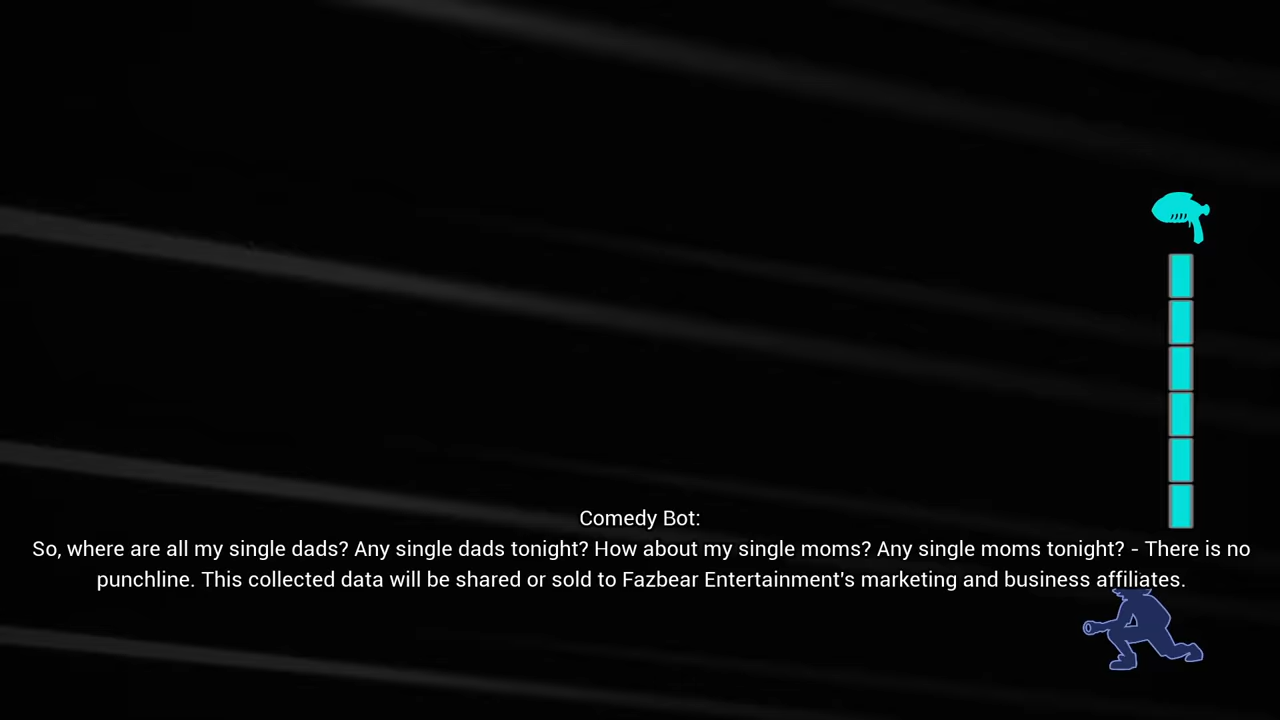 Comedy Bot:
So, where are all my single dads? Any single dads tonight? How about my single moms? Any single moms tonight? - There is no
punchline. This collected data will be shared or sold to Fazbear Entertainment's marketing and business affiliates.